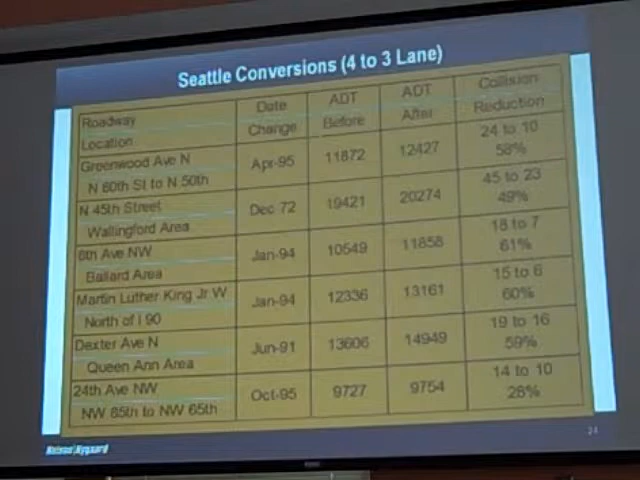 Seattle Conversions (4 to 3 Lane)
Roadway Location | Date Change | ADT Before | ADT After | Collision Reduction
Greenwood Ave N N 80th St to N 50th | Apr-95 | 11872 | 12427 | 24 to 10 58%
N 45th Street Wallingford Area | Dec 72 | 19421 | 20274 | 45 to 23 49%
8th Ave NW Ballard Area | Jan-94 | 10549 | 11858 | 18 to 7 61%
Martin Luther King Jr W North of I 90 | Jan-94 | 12336 | 13161 | 15 to 6 60%
Dexter Ave N Queen Ann Area | Jun-91 | 13606 | 14949 | 19 to 16 59%
24th Ave NW NW 85th to NW 65th | Oct-95 | 9727 | 9754 | 14 to 10 28%
Nelson|Nygaard
24